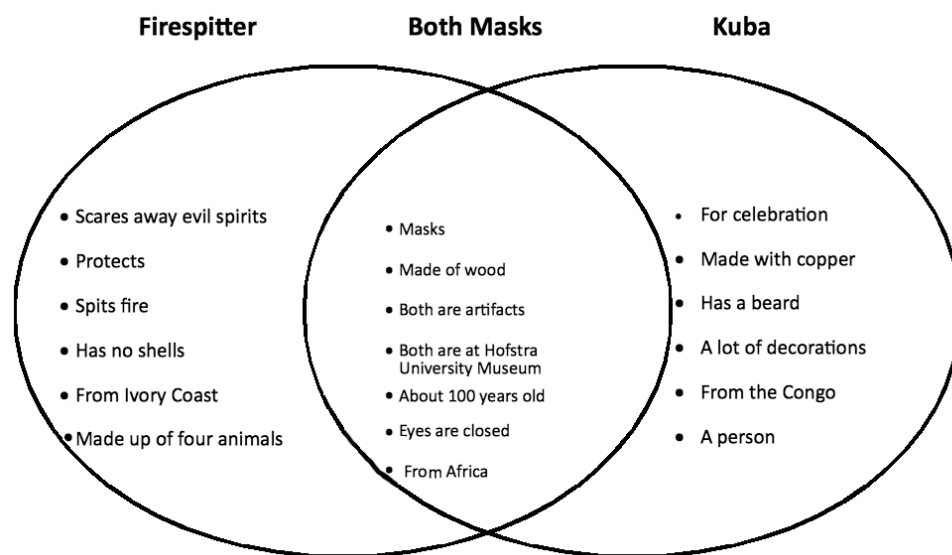 Firespitter
Both Masks
Kuba
• Scares away evil spirits
• Protects
• Spits fire
• Has no shells
• From Ivory Coast
• Made up of four animals
• Masks
• Made of wood
• Both are artifacts
• Both are at Hofstra
University Museum
• About 100 years old
• Eyes are closed
• From Africa
• For celebration
• Made with copper
• Has a beard
• A lot of decorations
• From the Congo
• A person